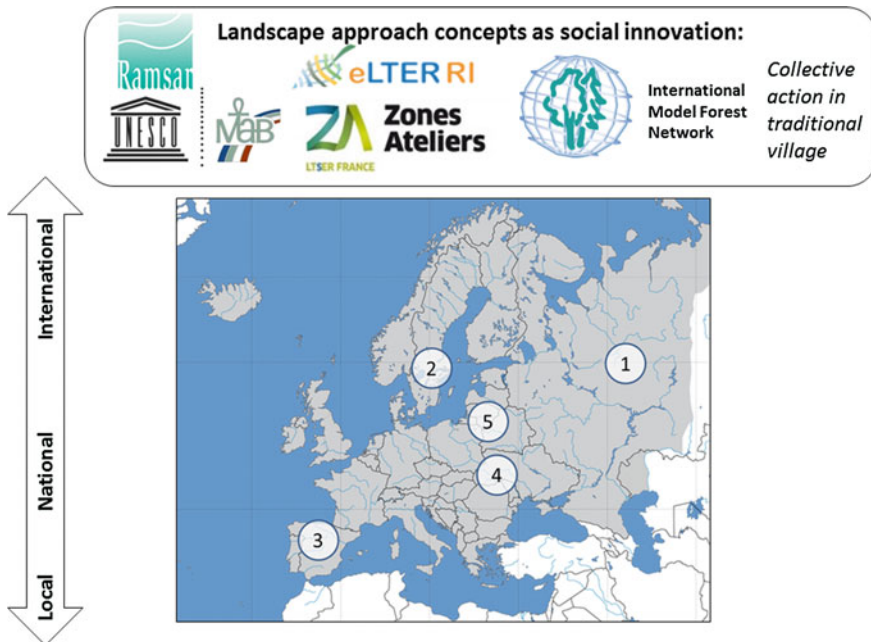 Landscape approach concepts as social innovation:
Ramsar
UNESCO
MaB
eLTER RI
ZA
Zones
Ateliers
LTSER FRANCE
International
Model Forest
Network
Collective
action in
traditional
village
International
National
Local
1
2
5
4
3